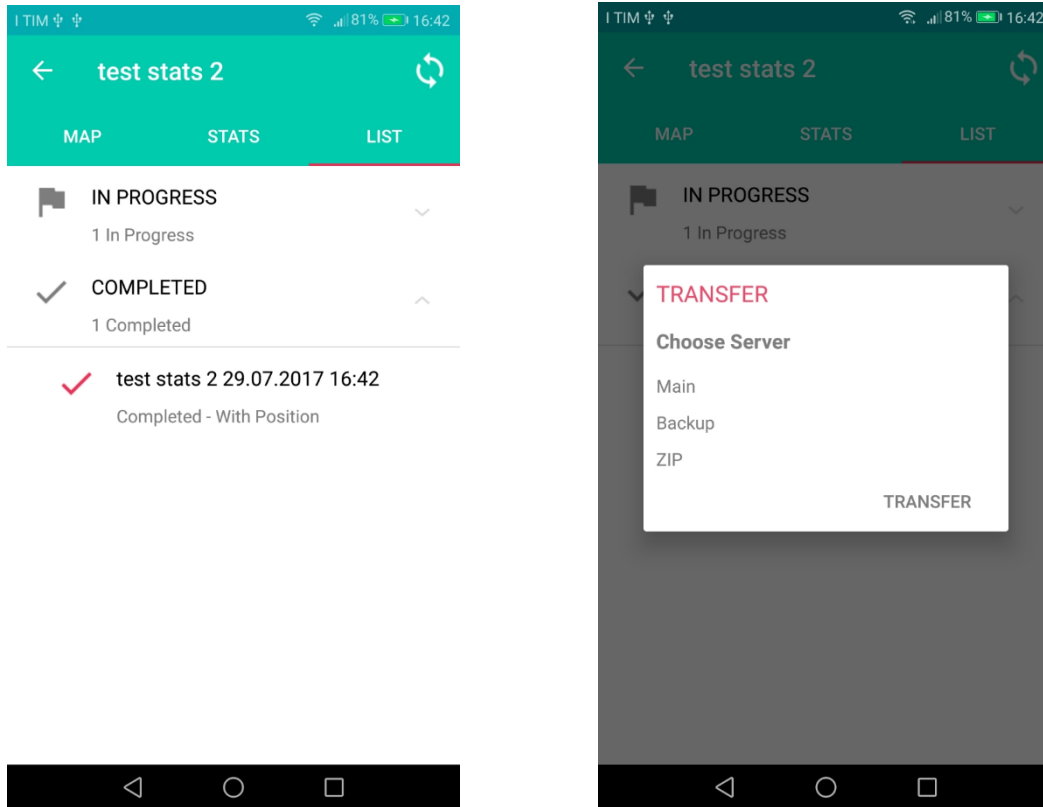 I TIM 81% 16:42
test stats 2
MAP STATS LIST
IN PROGRESS
1 In Progress
COMPLETED
1 Completed
test stats 2 29.07.2017 16:42
Completed - With Position
I TIM 81% 16:42
test stats 2
MAP STATS LIST
IN PROGRESS
1 In Progress
TRANSFER
Choose Server
Main
Backup
ZIP
TRANSFER